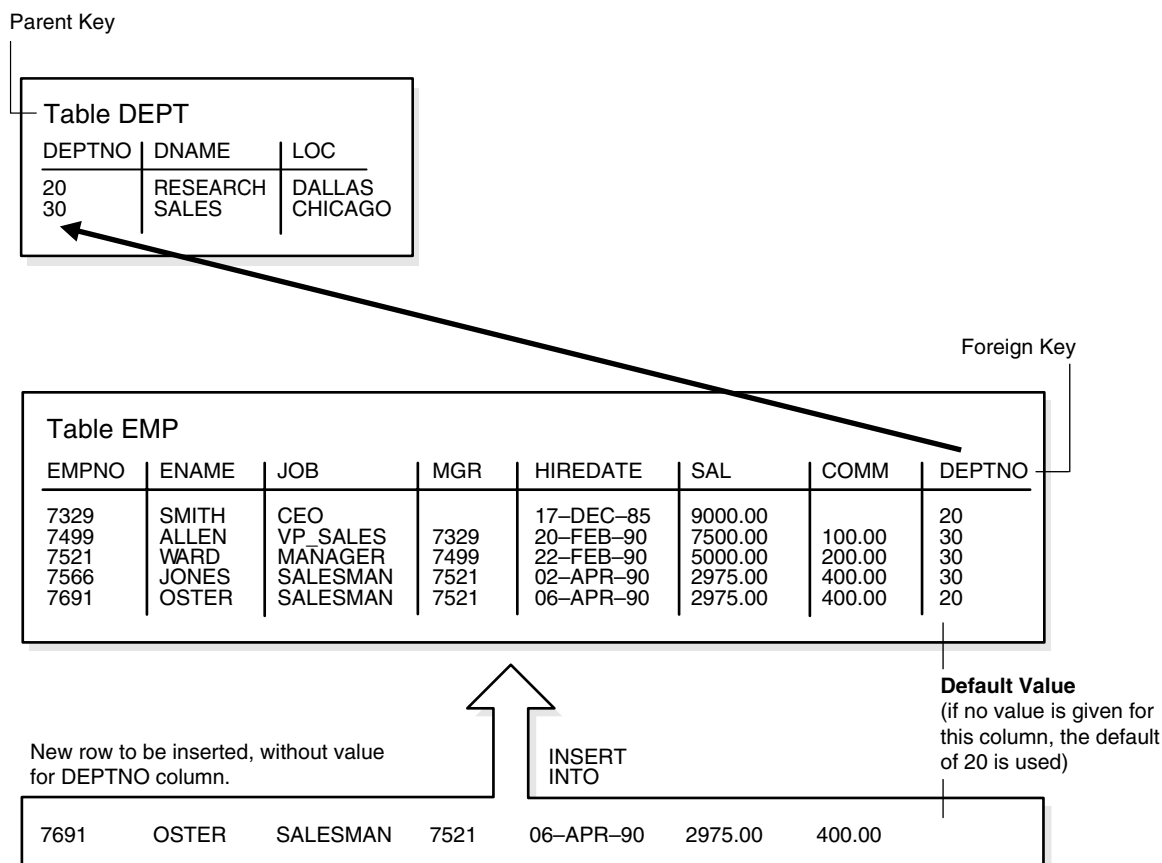 Parent Key
Table DEPT
DEPTNO DNAME LOC
20 RESEARCH DALLAS
30 SALES CHICAGO
Foreign Key
Table EMP
EMPNO ENAME JOB MGR HIREDATE SAL COMM DEPTNO
7329 SMITH CEO 17–DEC–85 9000.00 20
7499 ALLEN VP_SALES 7329 20–FEB–90 7500.00 100.00 30
7521 WARD MANAGER 7499 22–FEB–90 5000.00 200.00 30
7566 JONES SALESMAN 7521 02–APR–90 2975.00 400.00 30
7691 OSTER SALESMAN 7521 06–APR–90 2975.00 400.00 20
Default Value
(if no value is given for
this column, the default
of 20 is used)
New row to be inserted, without value
for DEPTNO column.
INSERT
INTO
7691 OSTER SALESMAN 7521 06–APR–90 2975.00 400.00